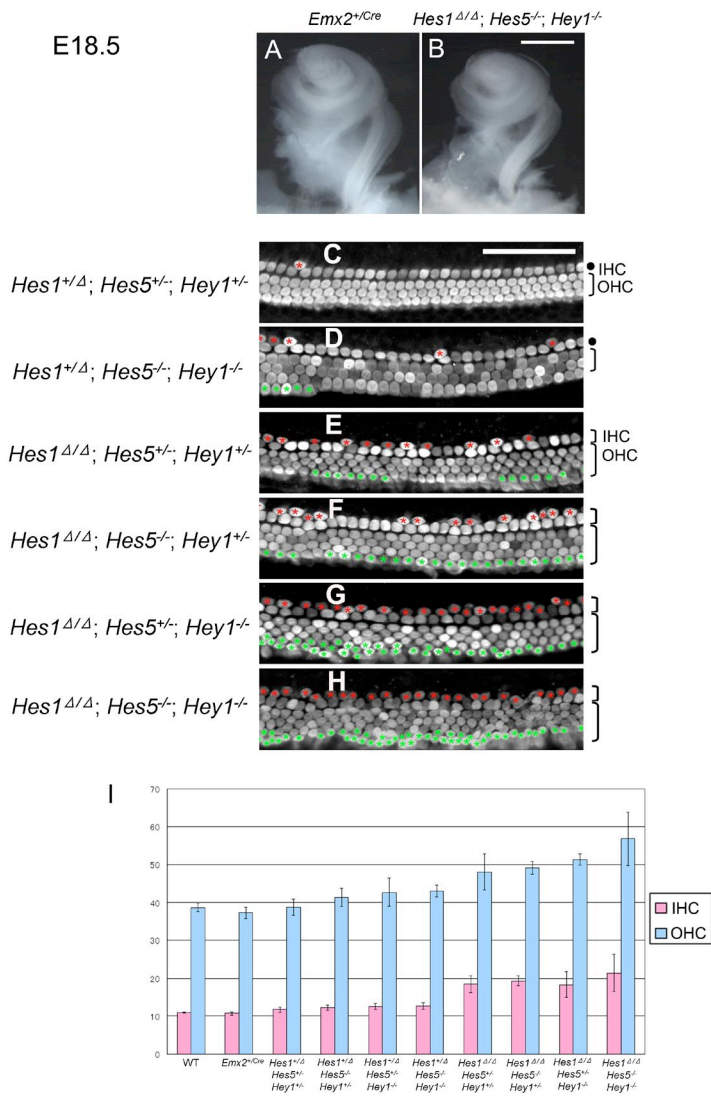 Emx2+/Cre Hes1Δ/Δ; Hes5-/-; Hey1-/-
E18.5
A B
C
Hes1+/Δ; Hes5+/-; Hey1+/- IHC
OHC
D
Hes1+/Δ; Hes5-/-; Hey1-/-
E
Hes1Δ/Δ; Hes5+/-; Hey1+/- IHC
OHC
F
Hes1Δ/Δ; Hes5-/-; Hey1+/-
G
Hes1Δ/Δ; Hes5+/-; Hey1-/-
H
Hes1Δ/Δ; Hes5-/-; Hey1-/-
I
70
60
50
40
30
20
10
0
IHC
OHC
WT Emx2+/Cre Hes1+/Δ Hes1+/Δ Hes1+/Δ Hes1+/Δ Hes1Δ/Δ Hes1Δ/Δ Hes1Δ/Δ Hes1Δ/Δ
Hes5+/- Hes5-/- Hes5+/- Hes5-/- Hes5+/- Hes5-/- Hes5+/- Hes5-/-
Hey1+/- Hey1+/- Hey1-/- Hey1-/- Hey1+/- Hey1+/- Hey1-/- Hey1-/-